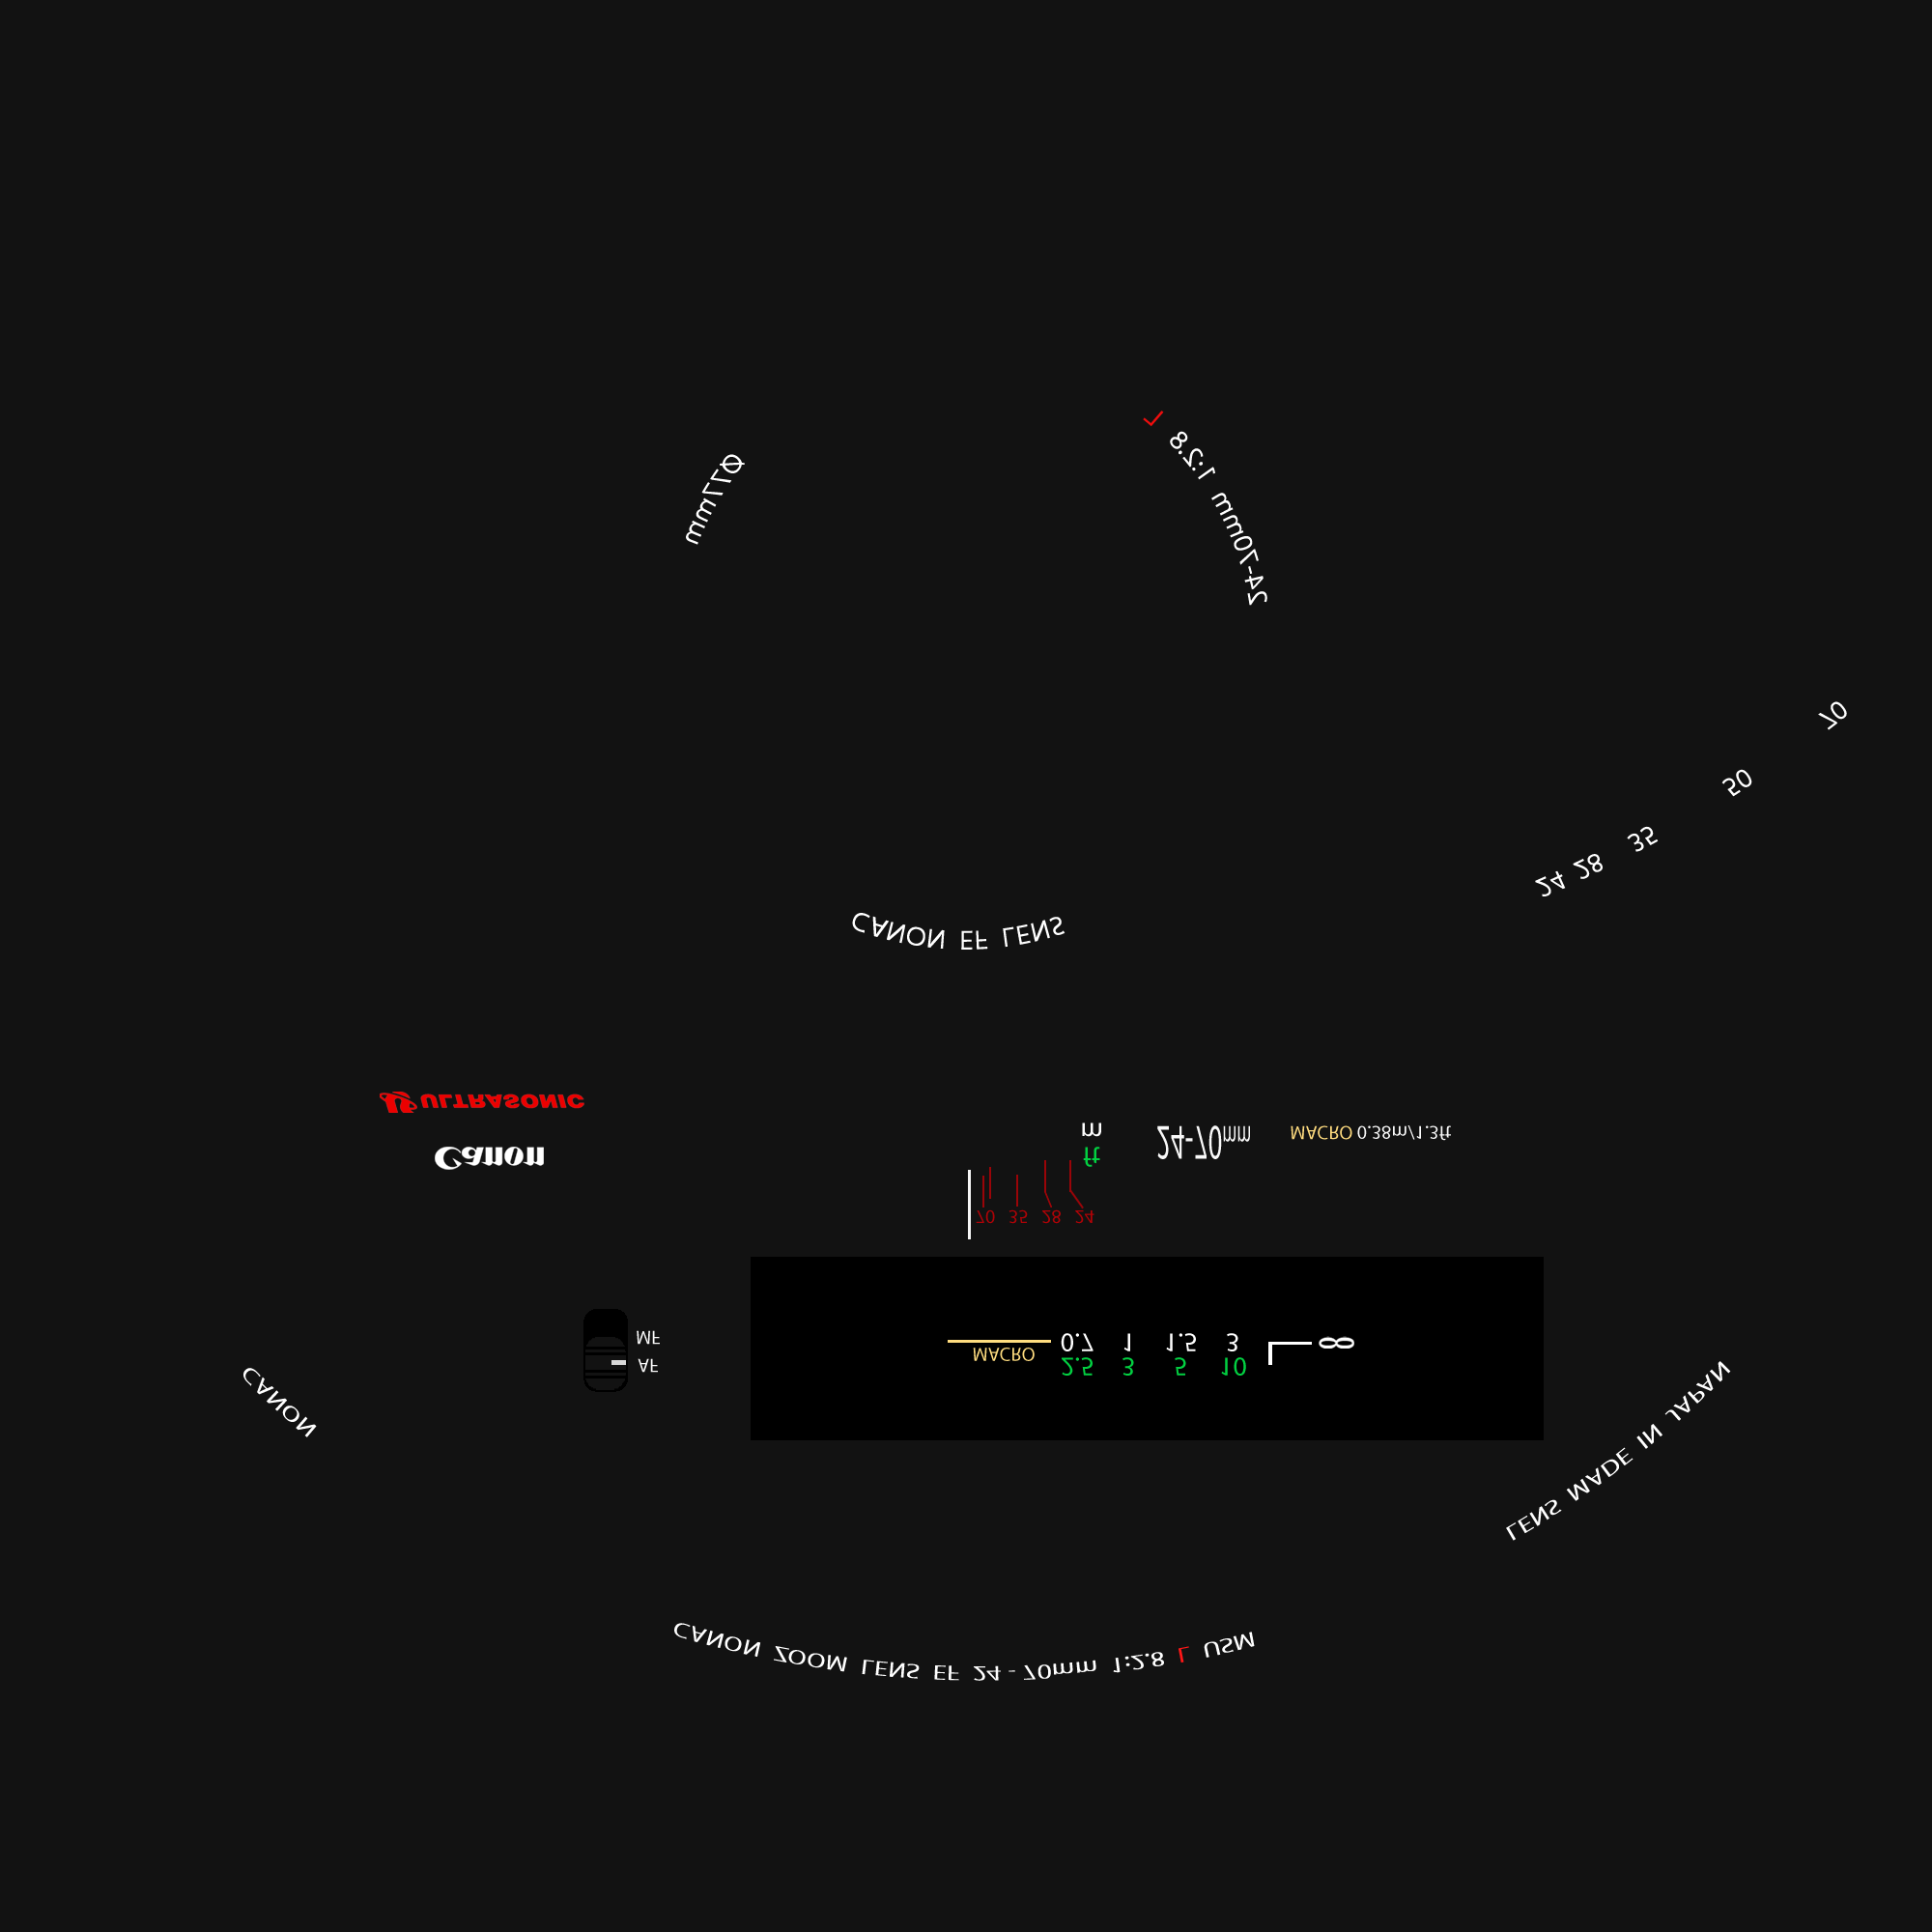 L
1:2.8
24-70mm
Φ77mm
70
50
35
28
24
CANON EF LENS
ULTRASONIC
Canon
m
ft
24-70mm
MACRO 0.38m/1.3ft
70 35 28 24
MF
AF
0.7 1 1.5 3 ∞
MACRO
2.5 3 5 10
CANON
LENS MADE IN JAPAN
CANON ZOOM LENS EF 24-70mm 1:2.8 L USM